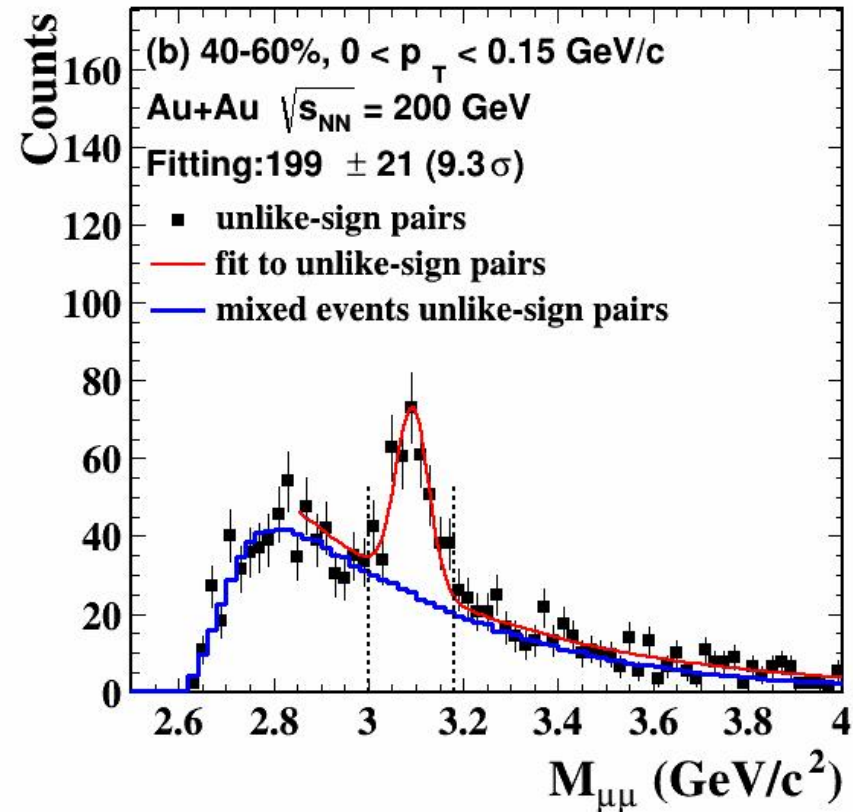 Counts
160
140
120
100
80
60
40
20
0
(b) 40-60%, 0 < p_T < 0.15 GeV/c
Au+Au √s_NN = 200 GeV
Fitting:199 ± 21 (9.3σ)
unlike-sign pairs
fit to unlike-sign pairs
mixed events unlike-sign pairs
2.6 2.8 3 3.2 3.4 3.6 3.8 4
M_μμ (GeV/c²)